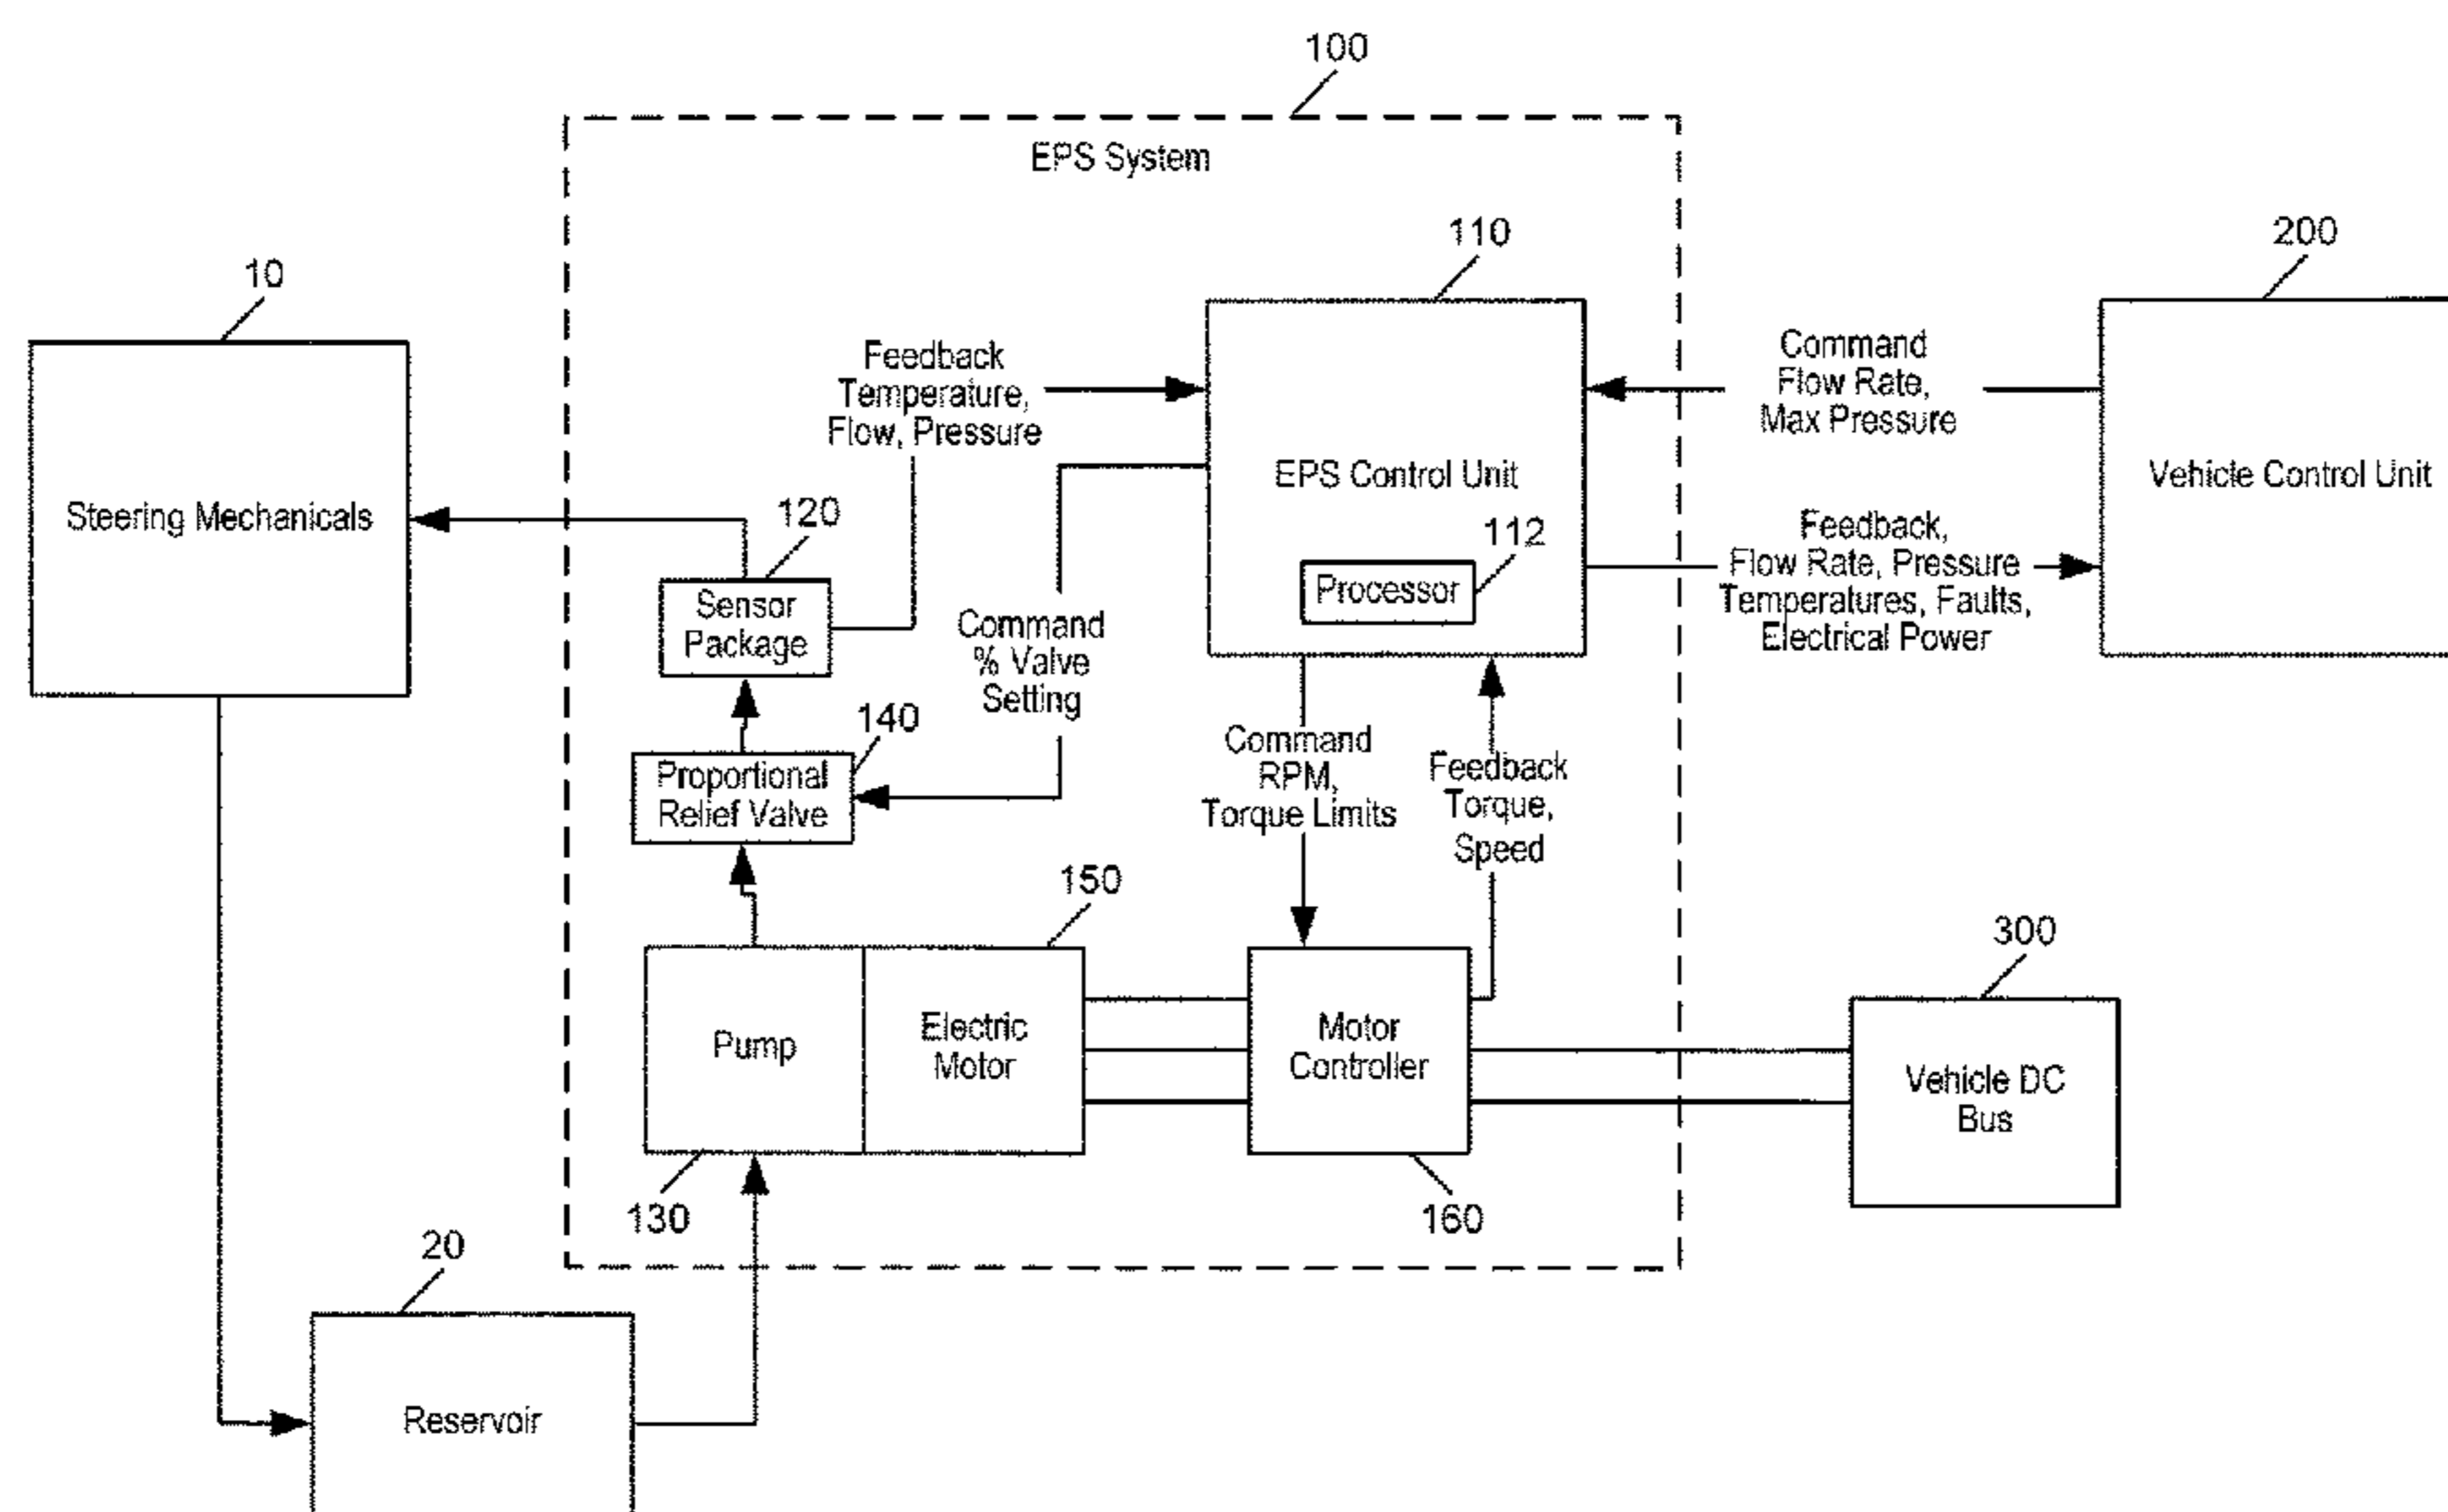 100
EPS System
110
200
10
Feedback
Temperature,
Flow, Pressure
Command
Flow Rate,
Max Pressure
Steering Mechanicals
EPS Control Unit
Vehicle Control Unit
120
112
Processor
Feedback,
Flow Rate, Pressure
Temperatures, Faults,
Electrical Power
Sensor
Package
Command
% Valve
Setting
140
Proportional
Relief Valve
Command
RPM,
Torque Limits
Feedback
Torque,
Speed
150
300
Pump
Electric
Motor
Motor
Controller
Vehicle DC
Bus
130
160
20
Reservoir